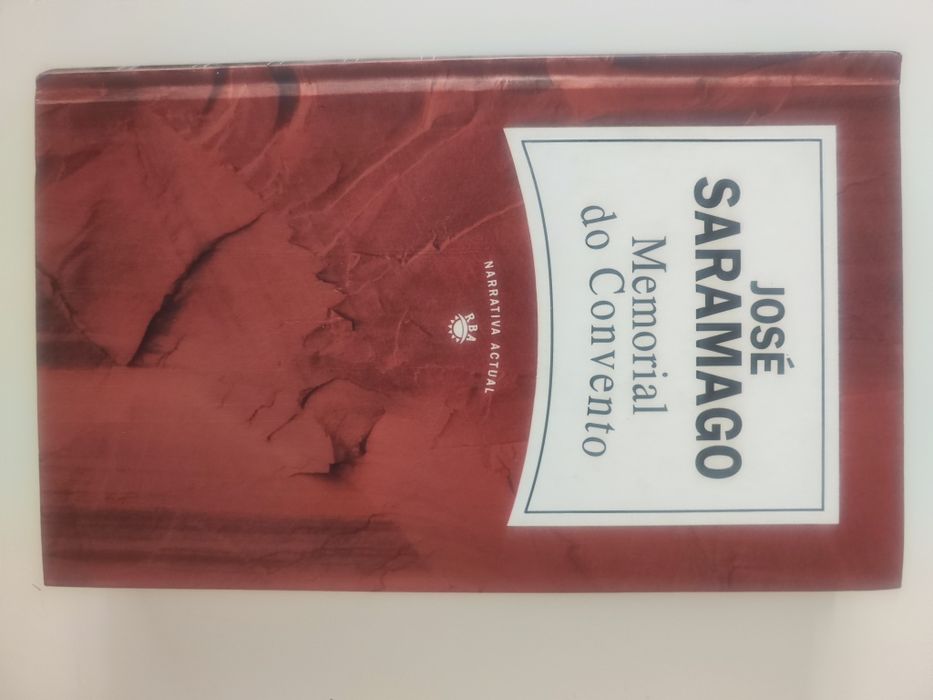 JOSÉ
SARAMAGO
Memorial
do Convento
NARRATIVA ACTUAL
RBA